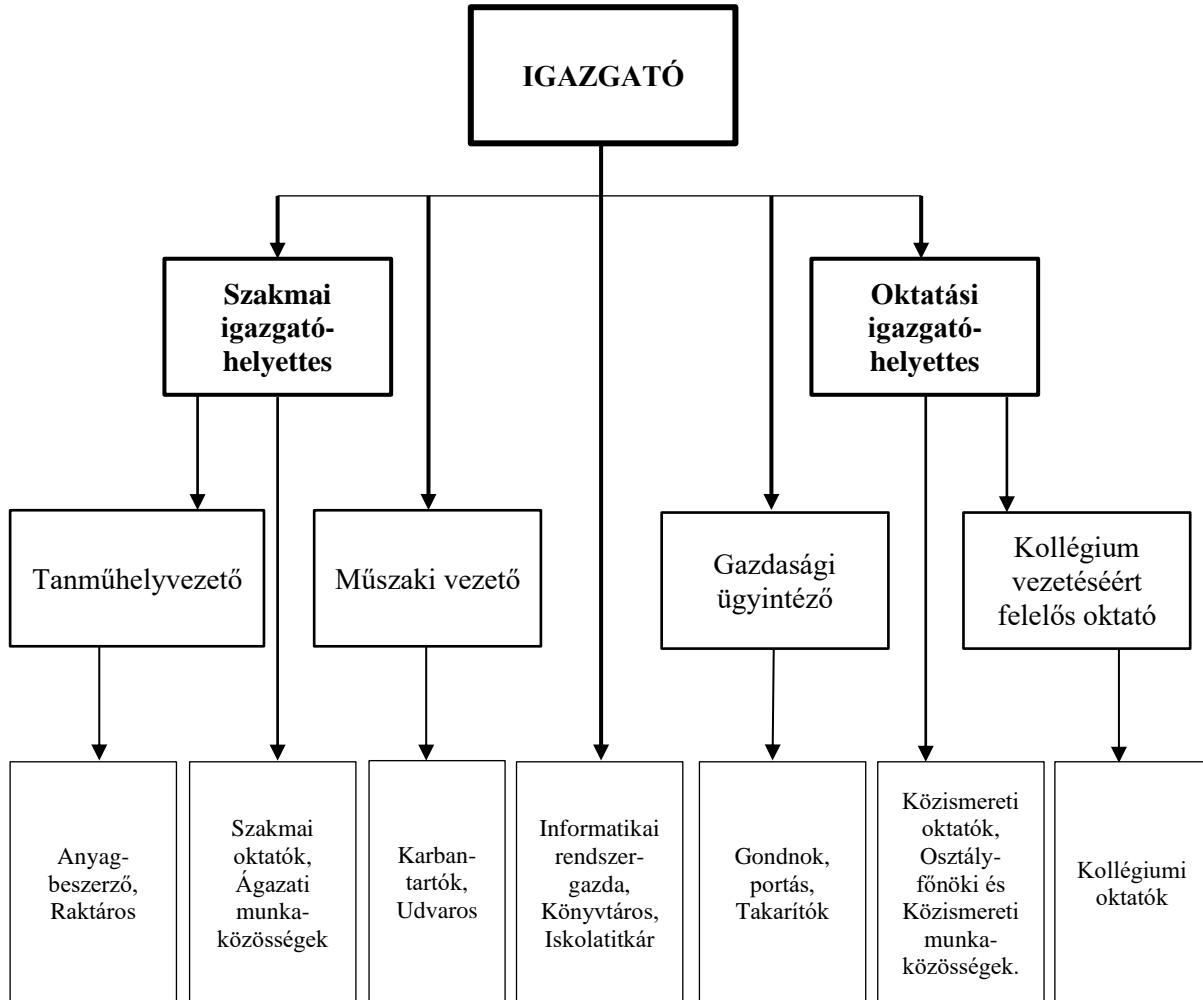 IGAZGATÓ
Szakmai
igazgató-
helyettes
Oktatási
igazgató-
helyettes
Tanműhelyvezető
Műszaki vezető
Gazdasági
ügyintéző
Kollégium
vezetéséért
felelős oktató
Anyag-
beszerző,
Raktáros
Szakmai
oktatók,
Ágazati
munka-
közösségek
Karban-
tartók,
Udvaros
Informatikai
rendszer-
gazda,
Könyvtáros,
Iskolatitkár
Gondnok,
portás,
Takarítók
Közismereti
oktatók,
Osztály-
főnöki és
Közismereti
munka-
közösségek.
Kollégiumi
oktatók